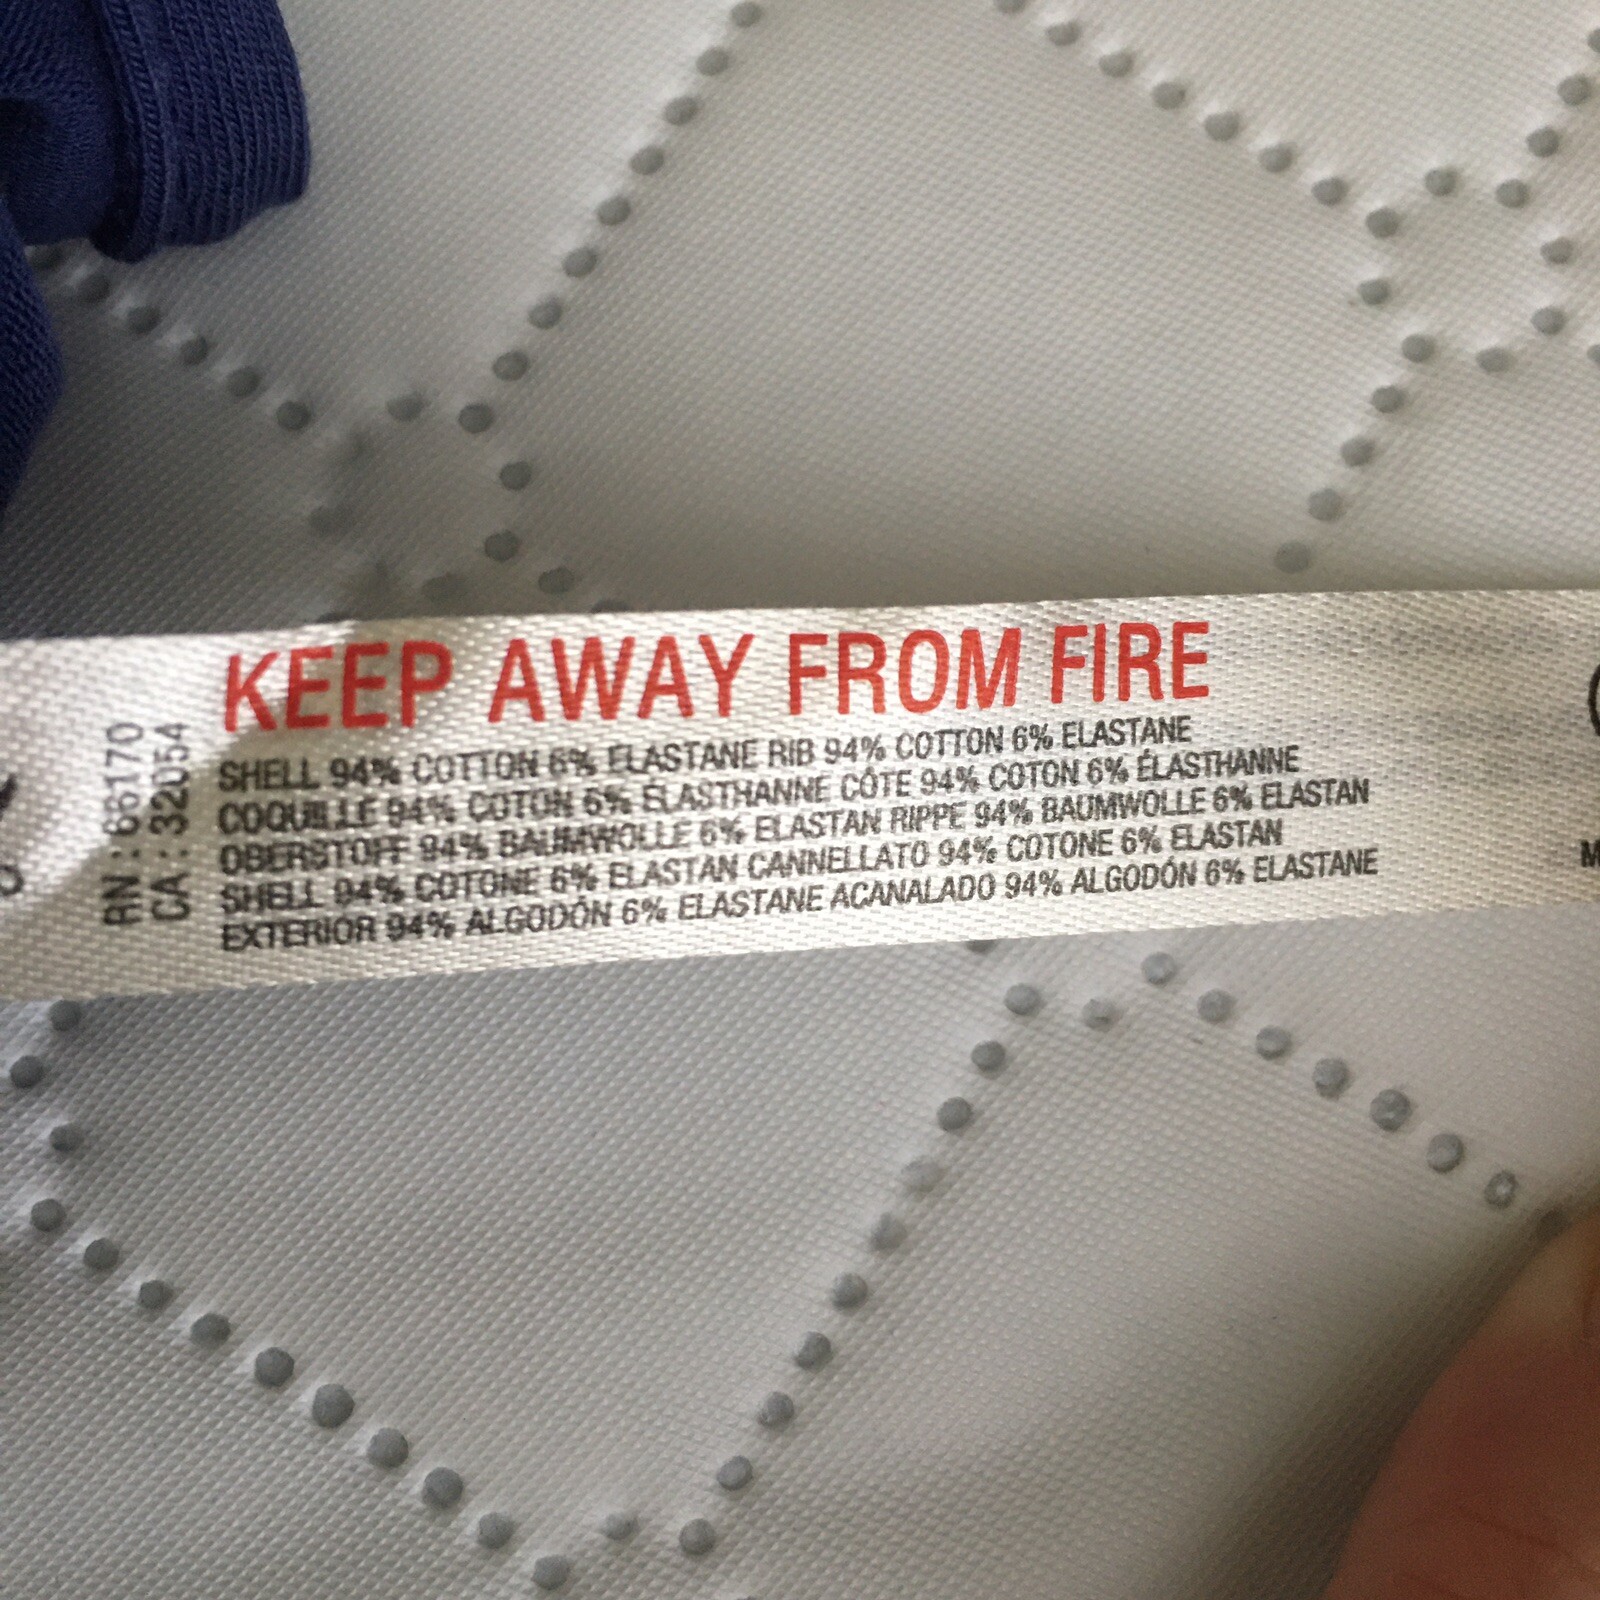 KEEP AWAY FROM FIRE
SHELL 94% COTTON 6% ELASTANE RIB 94% COTTON 6% ELASTANE
COQUILLE 94% COTON 6% ÉLASTHANNE CÔTE 94% COTON 6% ÉLASTHANNE
OBERSTOFF 94% BAUMWOLLE 6% ELASTAN RIPPE 94% BAUMWOLLE 6% ELASTAN
SHELL 94% COTONE 6% ELASTAN CANNELLATO 94% COTONE 6% ELASTAN
EXTERIOR 94% ALGODÓN 6% ELASTANE ACANALADO 94% ALGODÓN 6% ELASTANE
RN : 66170
CA : 32054